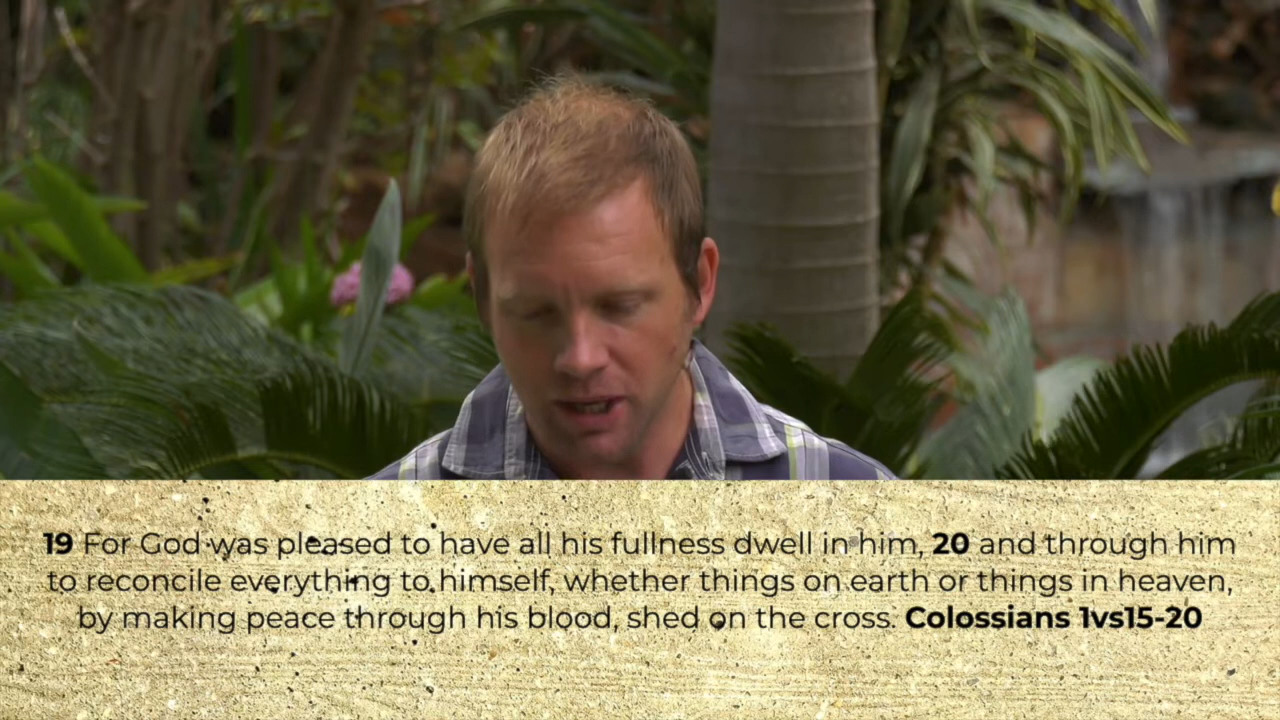 19 For God was pleased to have all his fullness dwell in him, 20 and through him
to reconcile everything to himself, whether things on earth or things in heaven,
by making peace through his blood, shed on the cross. Colossians 1vs15-20